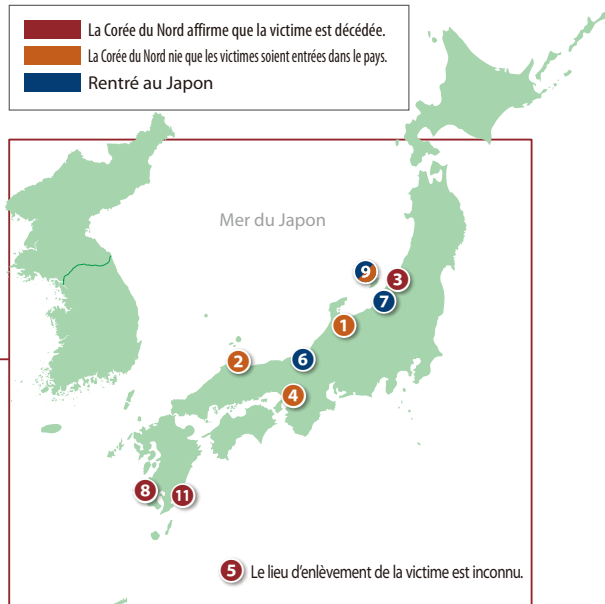 La Corée du Nord affirme que la victime est décédée.
La Corée du Nord nie que les victimes soient entrées dans le pays.
Rentré au Japon
Mer du Japon
9
3
7
1
2
6
4
8
11
5 Le lieu d'enlèvement de la victime est inconnu.